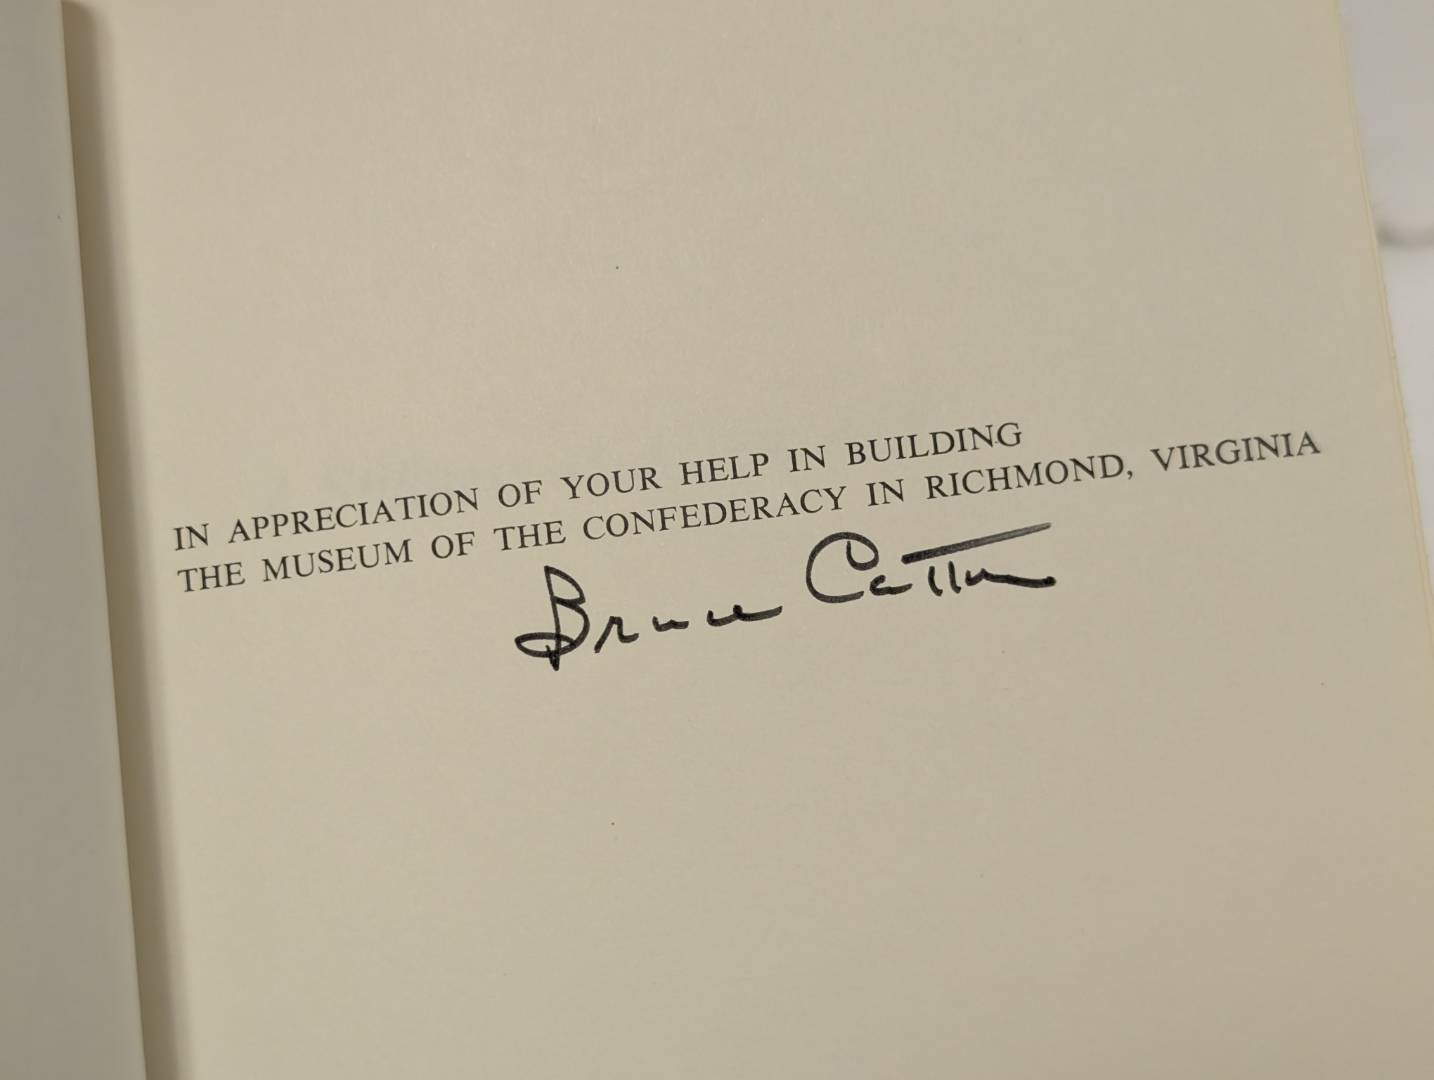 IN APPRECIATION OF YOUR HELP IN BUILDING
THE MUSEUM OF THE CONFEDERACY IN RICHMOND, VIRGINIA
Bruce Catton